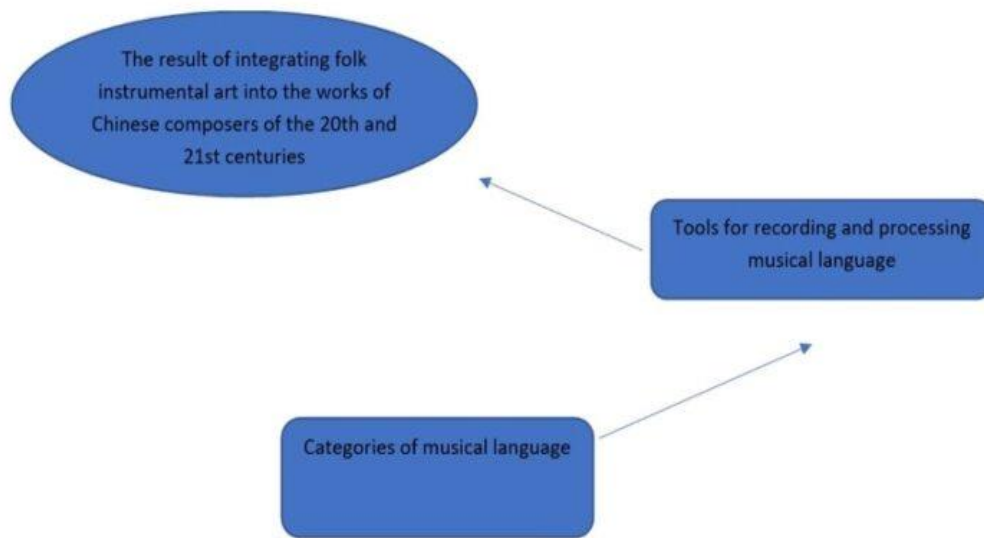 The result of integrating folk
instrumental art into the works of
Chinese composers of the 20th and
21st centuries
Tools for recording and processing
musical language
Categories of musical language